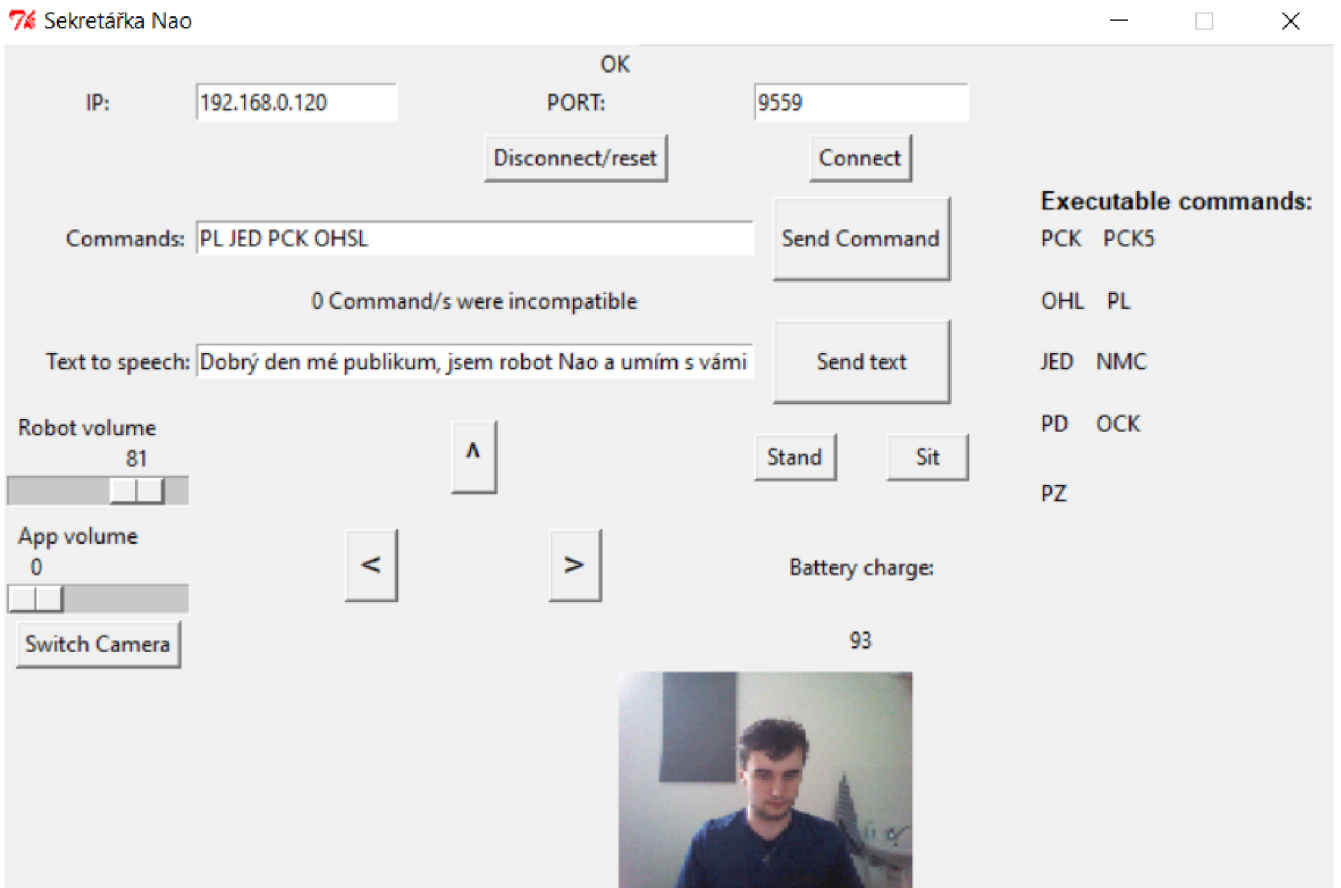 Sekretářka Nao
OK
IP: 192.168.0.120 PORT: 9559
Disconnect/reset Connect
Executable commands:
Commands: PL JED PCK OHSL Send Command PCK PCK5
0 Command/s were incompatible OHL PL
Text to speech: Dobrý den mé publikum, jsem robot Nao a umím s vámi Send text JED NMC
Robot volume ʌ PD OCK
81 Stand Sit
PZ
App volume
0 < > Battery charge:
Switch Camera 93